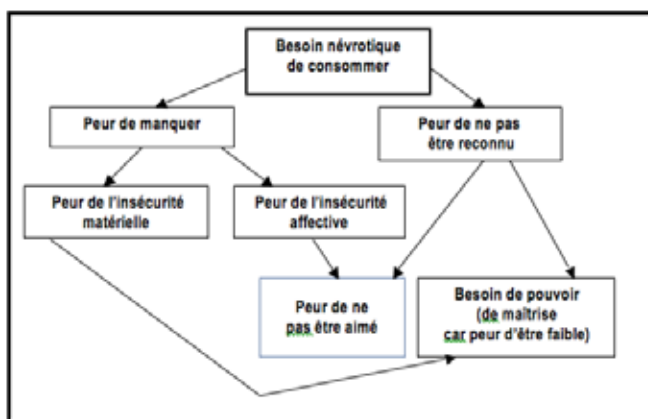 Besoin névrotique
de consommer
Peur de manquer
Peur de ne pas
être reconnu
Peur de l'insécurité
matérielle
Peur de l'insécurité
affective
Peur de ne
pas être aimé
Besoin de pouvoir
(de maîtrise
car peur d'être faible)